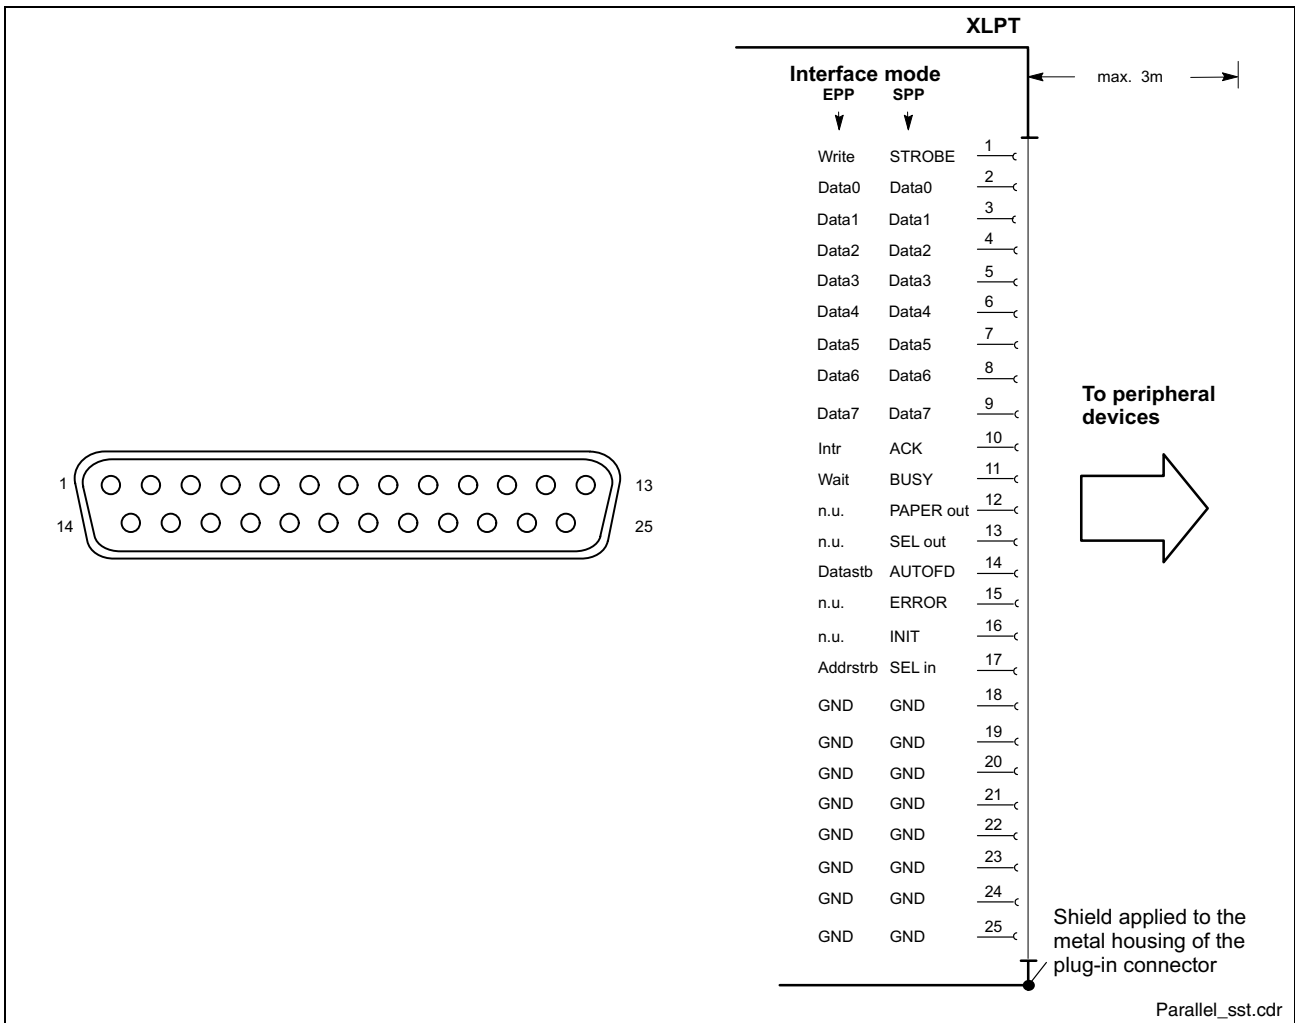 XLPT
Interface mode
max. 3m
EPP SPP
Write STROBE 1
Data0 Data0 2
Data1 Data1 3
Data2 Data2 4
Data3 Data3 5
Data4 Data4 6
Data5 Data5 7
Data6 Data6 8
Data7 Data7 9
To peripheral
devices
Intr ACK 10
Wait BUSY 11
n.u. PAPER out 12
n.u. SEL out 13
Datastb AUTOFD 14
n.u. ERROR 15
n.u. INIT 16
Addrstrb SEL in 17
GND GND 18
GND GND 19
GND GND 20
GND GND 21
GND GND 22
GND GND 23
GND GND 24
GND GND 25
1 13
14 25
Shield applied to the
metal housing of the
plug-in connector
Parallel_sst.cdr